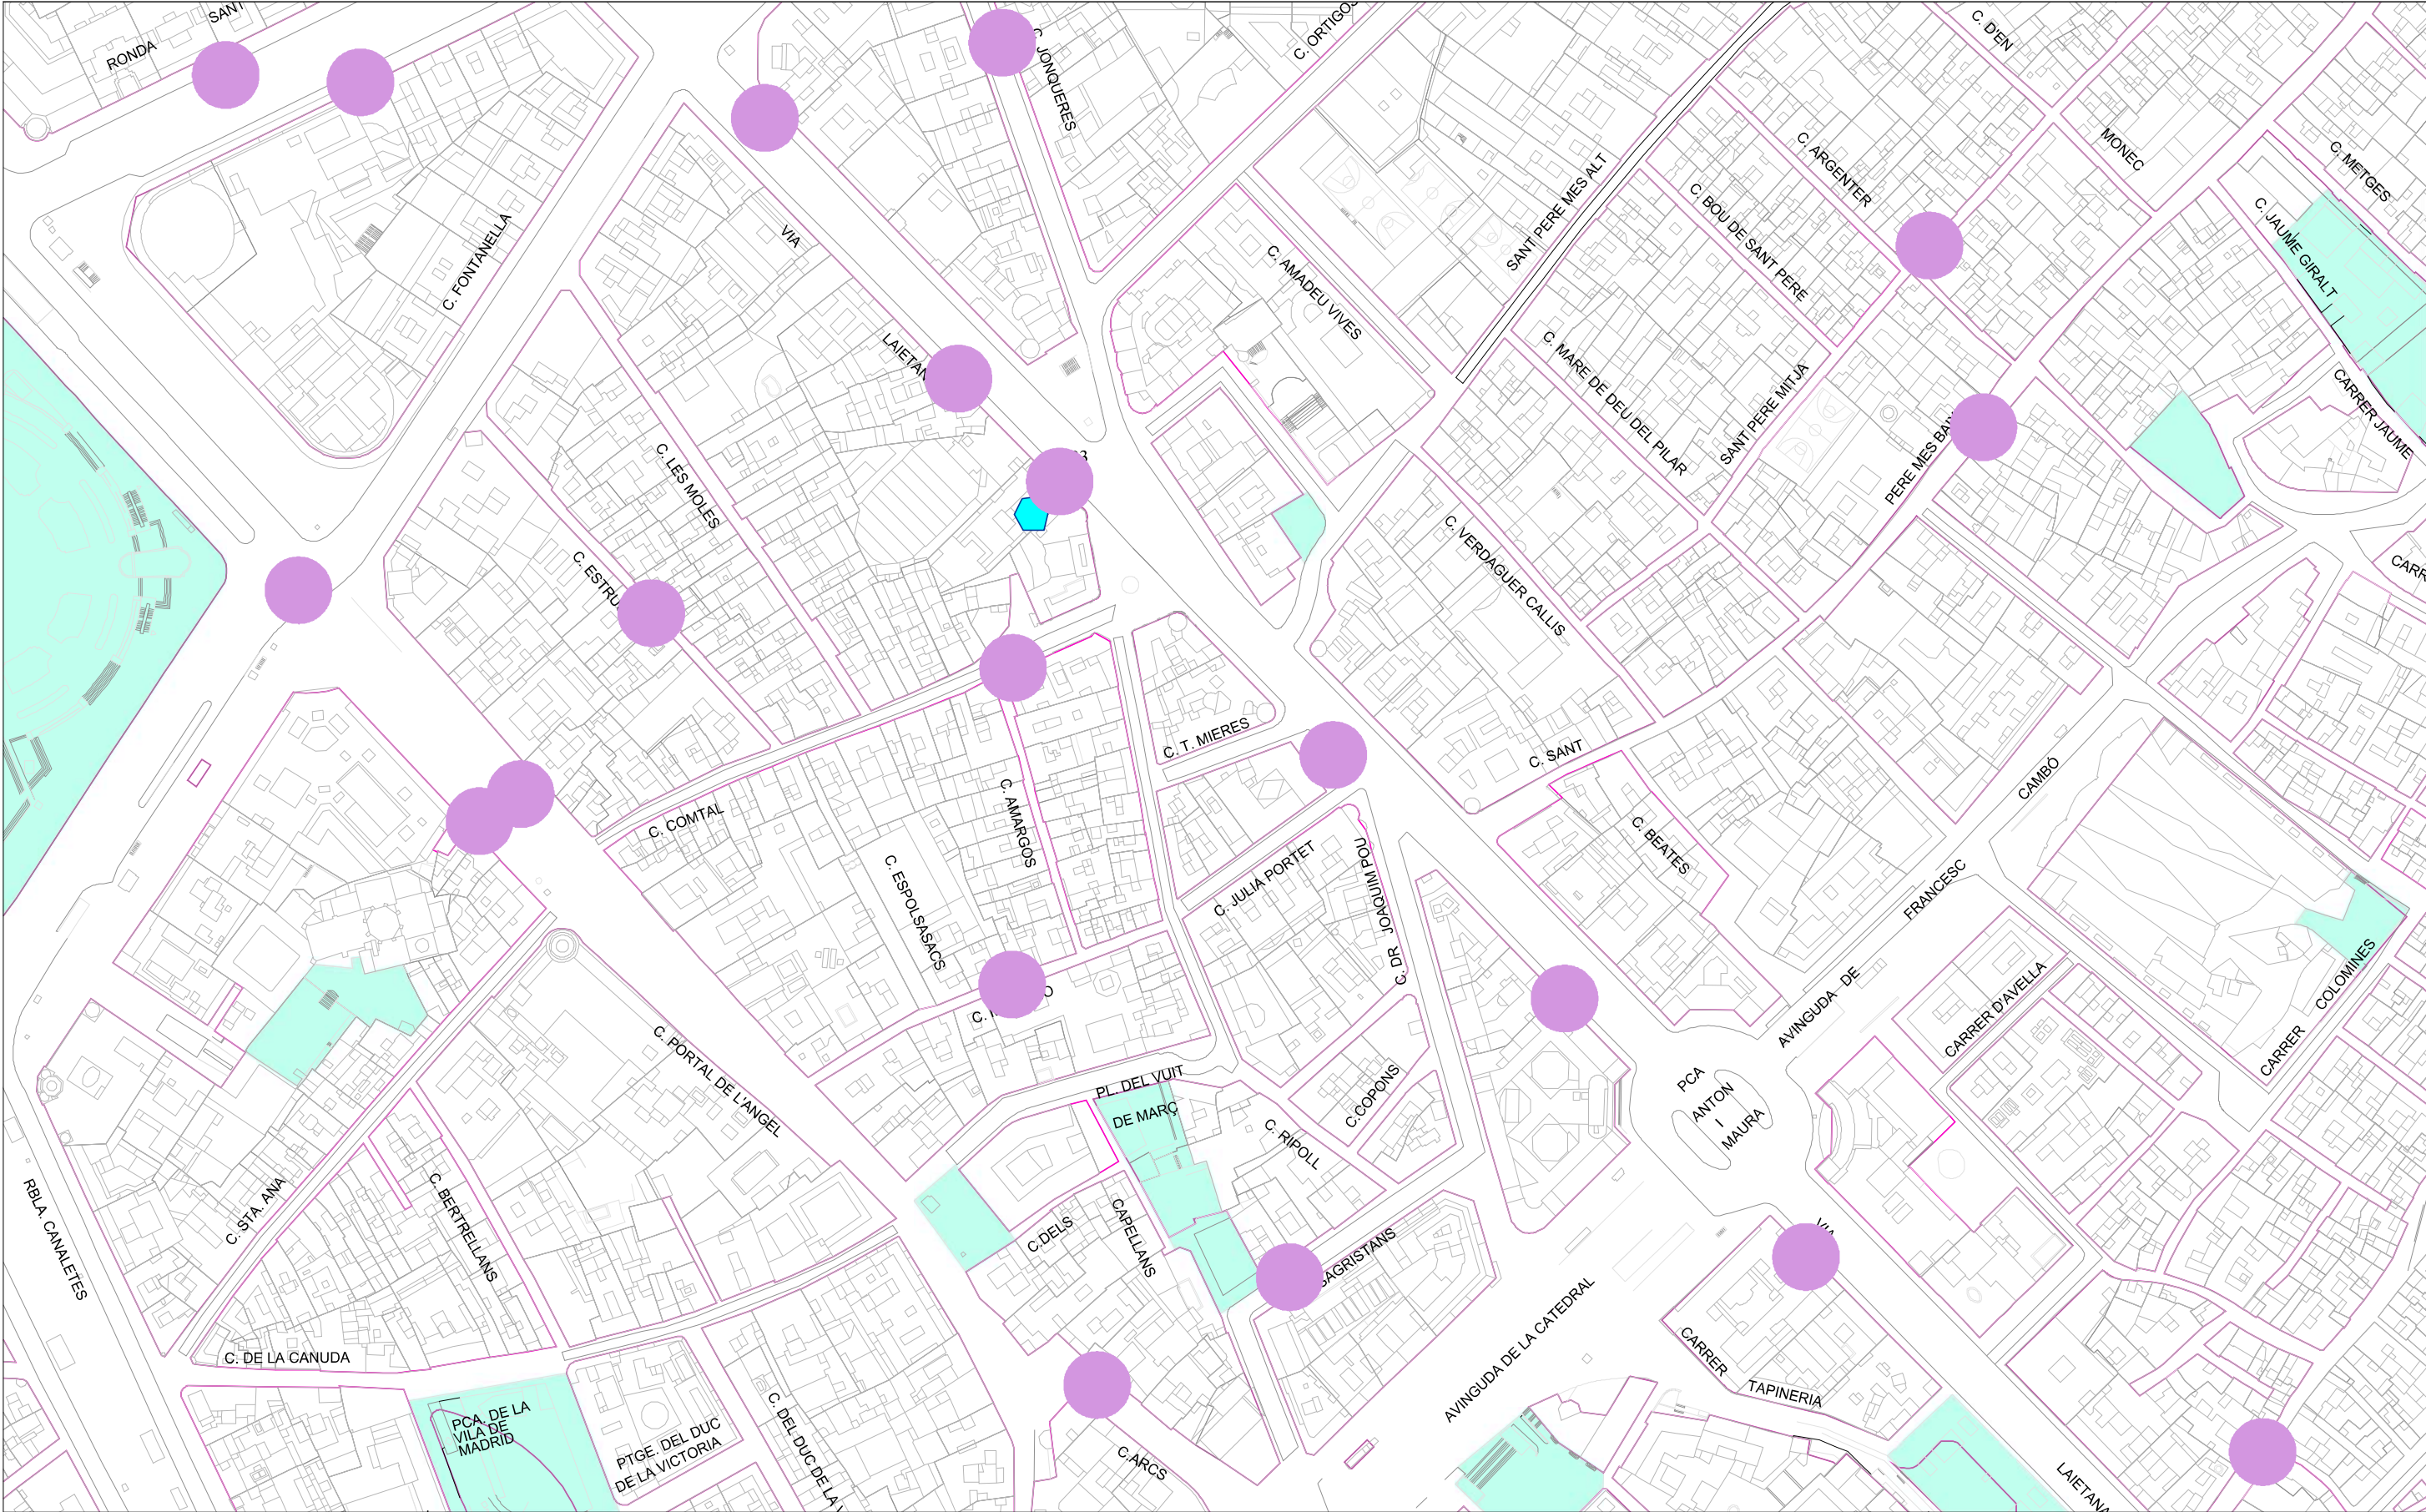 SANT
RONDA
C. JONQUERES
C. ORTIGOS
C. D'EN
MONEC
C. METGES
C. ARGENTER
SANT PERE MES ALT
C. BOU DE SANT PERE
C. JAUME GIRALT
C. FONTANELLA
VIA
C. AMADEU VIVES
LAIETAN
C. MARE DE DEU DEL PILAR
SANT PERE MITJA
CARRER JAUME
PERE MES BAI
C. LES MOLES
C. VERDAGUER CALLIS
C. ESTRU
CARR
C. T. MIERES
C. SANT
CAMBÓ
C. COMTAL
C. AMARGOS
C. BEATES
C. JULIA PORTET
C. DR. JOAQUIM POU
C. ESPOLSASACS
FRANCESC
AVINGUDA DE
CARRER D'AVELLA
CARRER COLOMINES
C. PORTAL DE L'ANGEL
PL. DEL VUIT
DE MARÇ
C.COPONS
PCA
ANTON
I
MAURA
C. RIPOLL
C. STA. ANA
C. BERTRELLANS
RBLA. CANALETES
C.DELS
CAPELLANS
SAGRISTANS
VIA
AVINGUDA DE LA CATEDRAL
C. DE LA CANUDA
CARRER
TAPINERIA
PCA. DE LA
VILA DE
MADRID
PTGE. DEL DUC
DE LA VICTORIA
C. DEL DUC DE LA
C.ARCS
LAIETANA